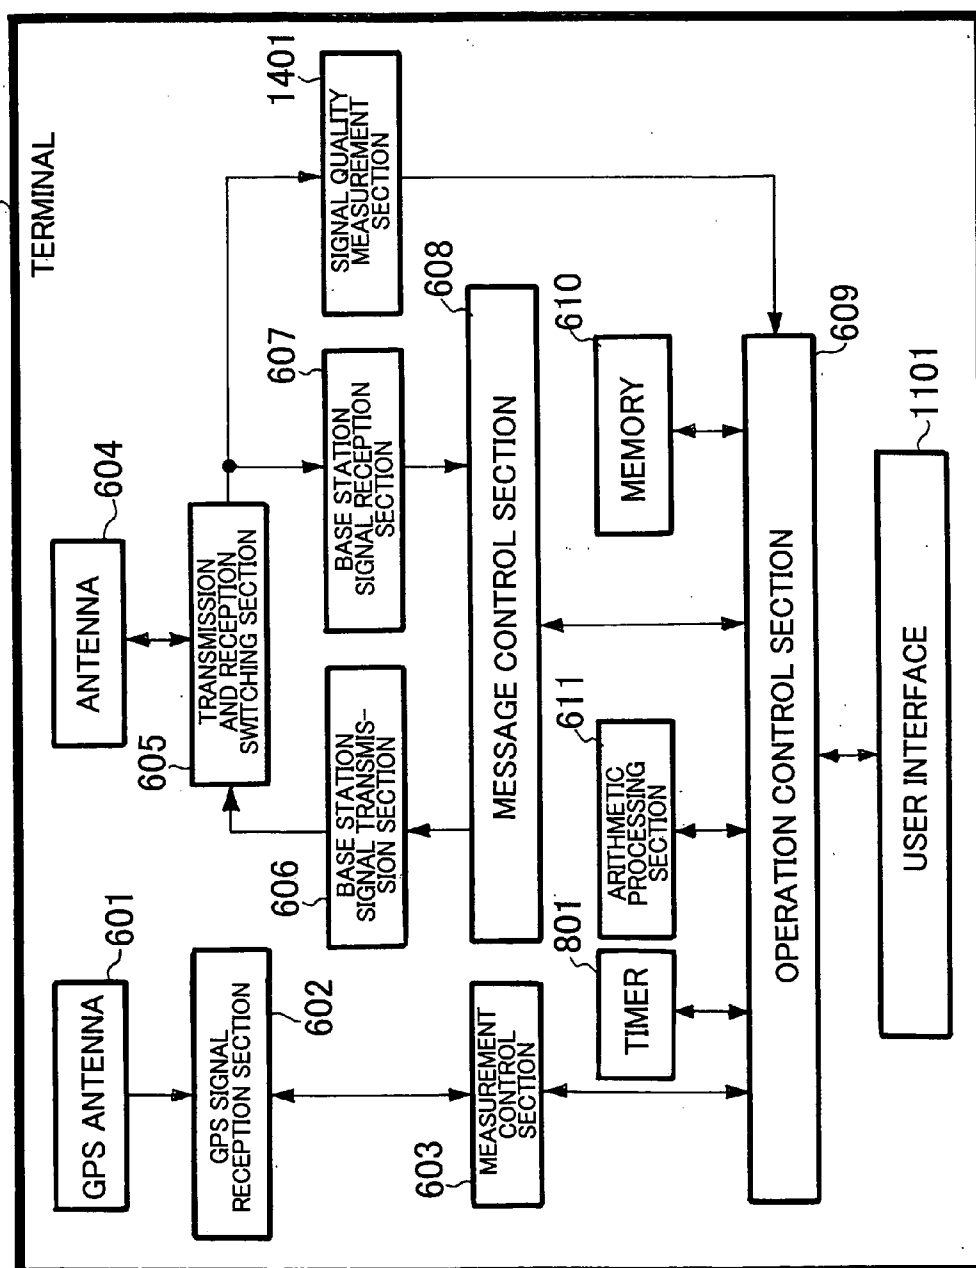 TERMINAL
GPS ANTENNA
601
ANTENNA
604
GPS SIGNAL
RECEPTION SECTION
602
605
TRANSMISSION
AND RECEPTION
SWITCHING SECTION
606
BASE STATION
SIGNAL TRANSMIS-
SION SECTION
BASE STATION
SIGNAL RECEPTION
SECTION
607
SIGNAL QUALITY
MEASUREMENT
SECTION
1401
603
MEASUREMENT
CONTROL
SECTION
MESSAGE CONTROL SECTION
608
TIMER
801
ARITHMETIC
PROCESSING
SECTION
611
MEMORY
610
OPERATION CONTROL SECTION
609
USER INTERFACE
1101